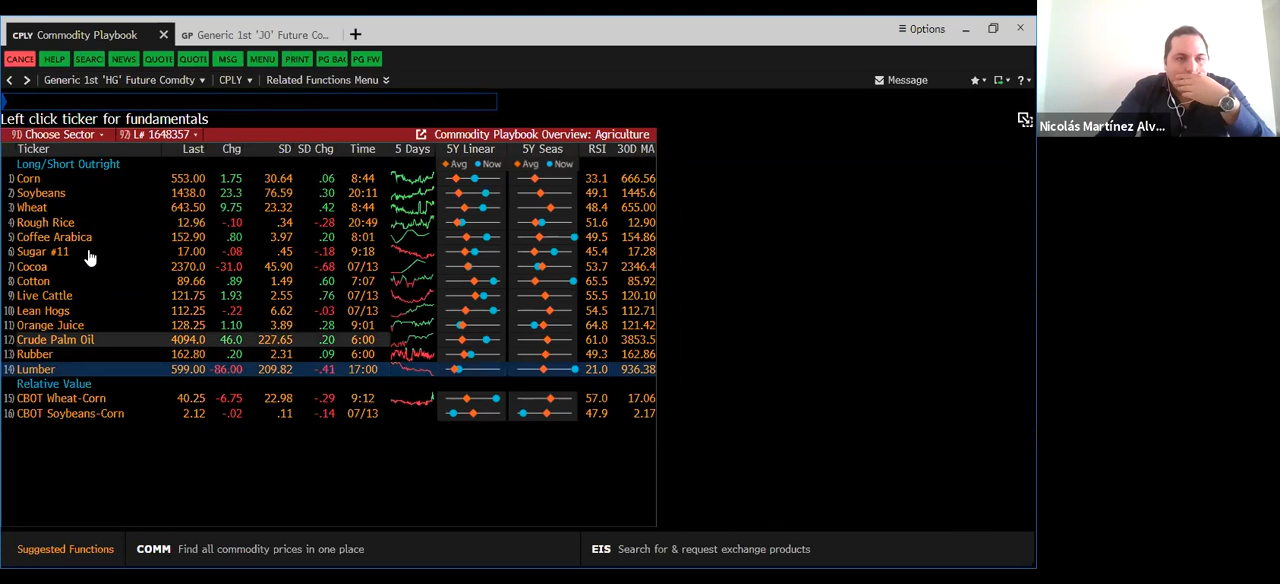 CPLY Commodity Playbook × GP Generic 1st 'JO' Future Co... + Options
CANCE HELP SEARC NEWS QUOTE QUOTE MSG MENU PRINT PG BAC PG FW
Generic 1st 'HG' Future Comdty CPLY Related Functions Menu Message ?
Left click ticker for fundamentals
91) Choose Sector 92) L# 1648357 Commodity Playbook Overview: Agriculture
Ticker Last Chg SD SD Chg Time 5 Days 5Y Linear 5Y Seas RSI 30D MA
Long/Short Outright Avg Now Avg Now
1) Corn 553.00 1.75 30.64 .06 8:44 33.1 666.56
2) Soybeans 1438.0 23.3 76.59 .30 20:11 49.1 1445.6
3) Wheat 643.50 9.75 23.32 .42 8:44 48.4 655.00
4) Rough Rice 12.96 -.10 .34 -.28 20:49 51.6 12.90
5) Coffee Arabica 152.90 .80 3.97 .20 8:01 49.5 154.86
6) Sugar #11 17.00 -.08 .45 -.18 9:18 45.4 17.28
7) Cocoa 2370.0 -31.0 45.90 -.68 07/13 53.7 2346.4
8) Cotton 89.66 .89 1.49 .60 7:07 65.5 85.92
9) Live Cattle 121.75 1.93 2.55 .76 07/13 55.5 120.10
10) Lean Hogs 112.25 -.22 6.62 -.03 07/13 54.5 112.71
11) Orange Juice 128.25 1.10 3.89 .28 9:01 64.8 121.42
12) Crude Palm Oil 4094.0 46.0 227.65 .20 6:00 61.0 3853.5
13) Rubber 162.80 .20 2.31 .09 6:00 49.3 162.86
14) Lumber 599.00 -86.00 209.82 -.41 17:00 21.0 936.38
Relative Value
15) CBOT Wheat-Corn 40.25 -6.75 22.98 -.29 9:12 57.0 17.06
16) CBOT Soybeans-Corn 2.12 -.02 .11 -.14 07/13 47.9 2.17
Suggested Functions COMM Find all commodity prices in one place EIS Search for & request exchange products
Nicolás Martínez Alv...